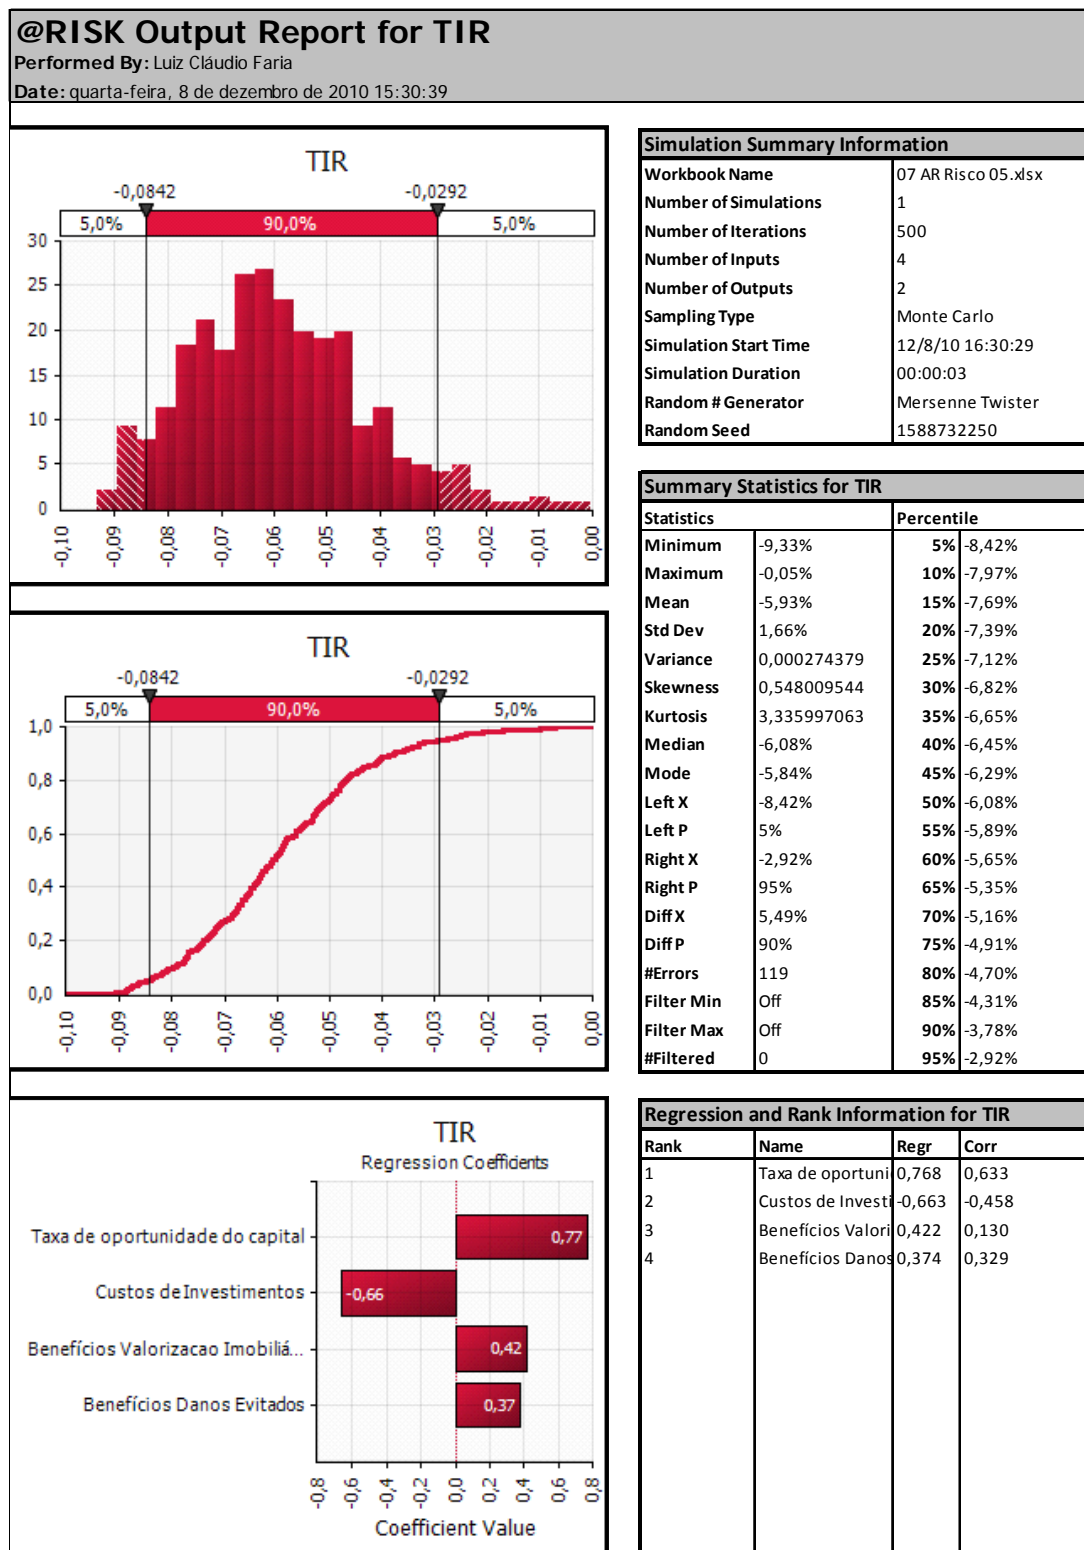 @RISK Output Report for TIR
Performed By: Luiz Cláudio Faria
Date: quarta-feira, 8 de dezembro de 2010 15:30:39
TIR
-0,0842 -0,0292
5,0% 90,0% 5,0%
30
25
20
15
10
5
0
-0,10 -0,09 -0,08 -0,07 -0,06 -0,05 -0,04 -0,03 -0,02 -0,01 0,00
Simulation Summary Information
Workbook Name 07 AR Risco 05.xlsx
Number of Simulations 1
Number of Iterations 500
Number of Inputs 4
Number of Outputs 2
Sampling Type Monte Carlo
Simulation Start Time 12/8/10 16:30:29
Simulation Duration 00:00:03
Random # Generator Mersenne Twister
Random Seed 1588732250
TIR
-0,0842 -0,0292
5,0% 90,0% 5,0%
1,0
0,8
0,6
0,4
0,2
0,0
-0,10 -0,09 -0,08 -0,07 -0,06 -0,05 -0,04 -0,03 -0,02 -0,01 0,00
Summary Statistics for TIR
Statistics Percentile
Minimum -9,33% 5% -8,42%
Maximum -0,05% 10% -7,97%
Mean -5,93% 15% -7,69%
Std Dev 1,66% 20% -7,39%
Variance 0,000274379 25% -7,12%
Skewness 0,548009544 30% -6,82%
Kurtosis 3,335997063 35% -6,65%
Median -6,08% 40% -6,45%
Mode -5,84% 45% -6,29%
Left X -8,42% 50% -6,08%
Left P 5% 55% -5,89%
Right X -2,92% 60% -5,65%
Right P 95% 65% -5,35%
Diff X 5,49% 70% -5,16%
Diff P 90% 75% -4,91%
#Errors 119 80% -4,70%
Filter Min Off 85% -4,31%
Filter Max Off 90% -3,78%
#Filtered 0 95% -2,92%
TIR
Regression Coefficients
Taxa de oportunidade do capital 0,77
Custos de Investimentos -0,66
Benefícios Valorizacao Imobiliá... 0,42
Benefícios Danos Evitados 0,37
-0,8 -0,6 -0,4 -0,2 0,0 0,2 0,4 0,6 0,8
Coefficient Value
Regression and Rank Information for TIR
Rank Name Regr Corr
1 Taxa de oportuni 0,768 0,633
2 Custos de Investi -0,663 -0,458
3 Benefícios Valori 0,422 0,130
4 Benefícios Danos 0,374 0,329